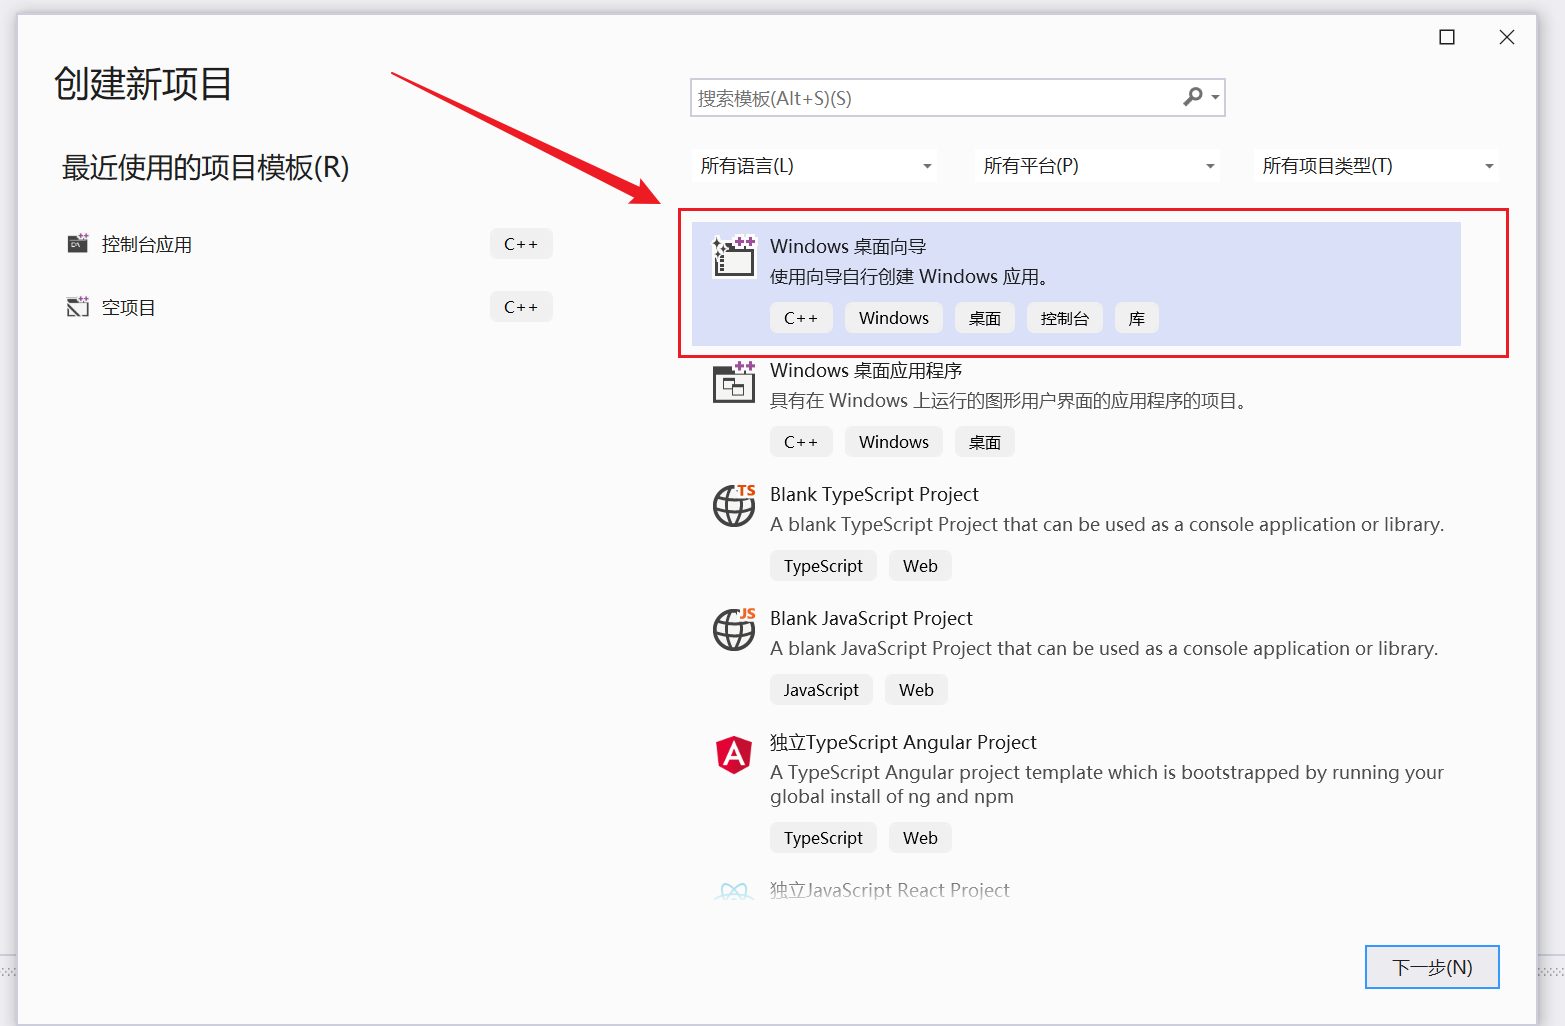 创建新项目
最近使用的项目模板(R)
控制台应用
C++
空项目
C++
搜索模板(Alt+S)(S)
所有语言(L)
所有平台(P)
所有项目类型(T)
Windows 桌面向导
使用向导自行创建 Windows 应用。
C++ Windows 桌面 控制台 库
Windows 桌面应用程序
具有在 Windows 上运行的图形用户界面的应用程序的项目。
C++ Windows 桌面
TS
Blank TypeScript Project
A blank TypeScript Project that can be used as a console application or library.
TypeScript Web
JS
Blank JavaScript Project
A blank JavaScript Project that can be used as a console application or library.
JavaScript Web
A
独立TypeScript Angular Project
A TypeScript Angular project template which is bootstrapped by running your
global install of ng and npm
TypeScript Web
独立JavaScript React Project
下一步(N)